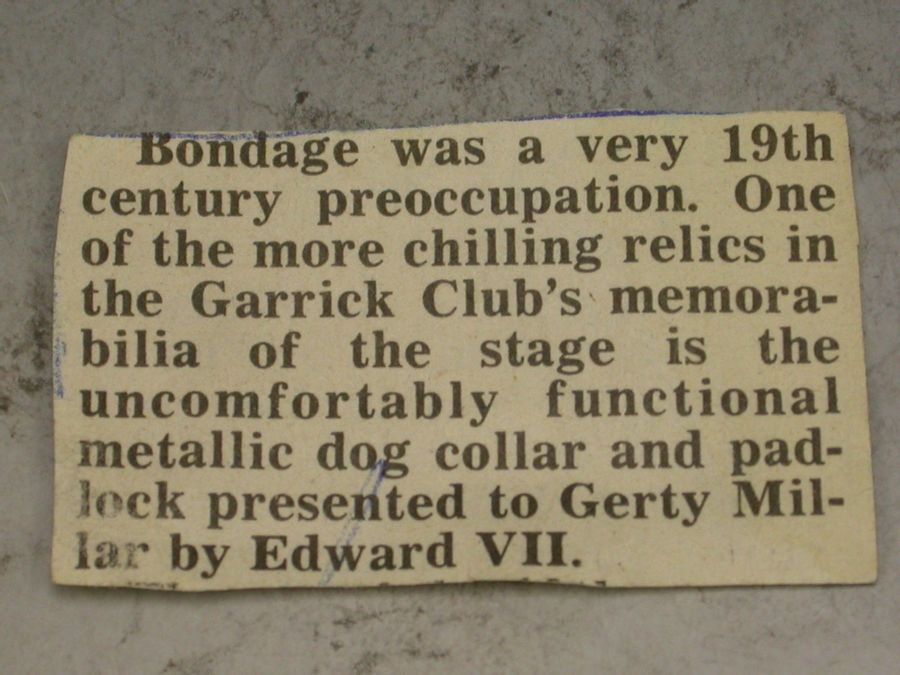 Bondage was a very 19th
century preoccupation. One
of the more chilling relics in
the Garrick Club's memora-
bilia of the stage is the
uncomfortably functional
metallic dog collar and pad-
lock presented to Gerty Mil-
lar by Edward VII.